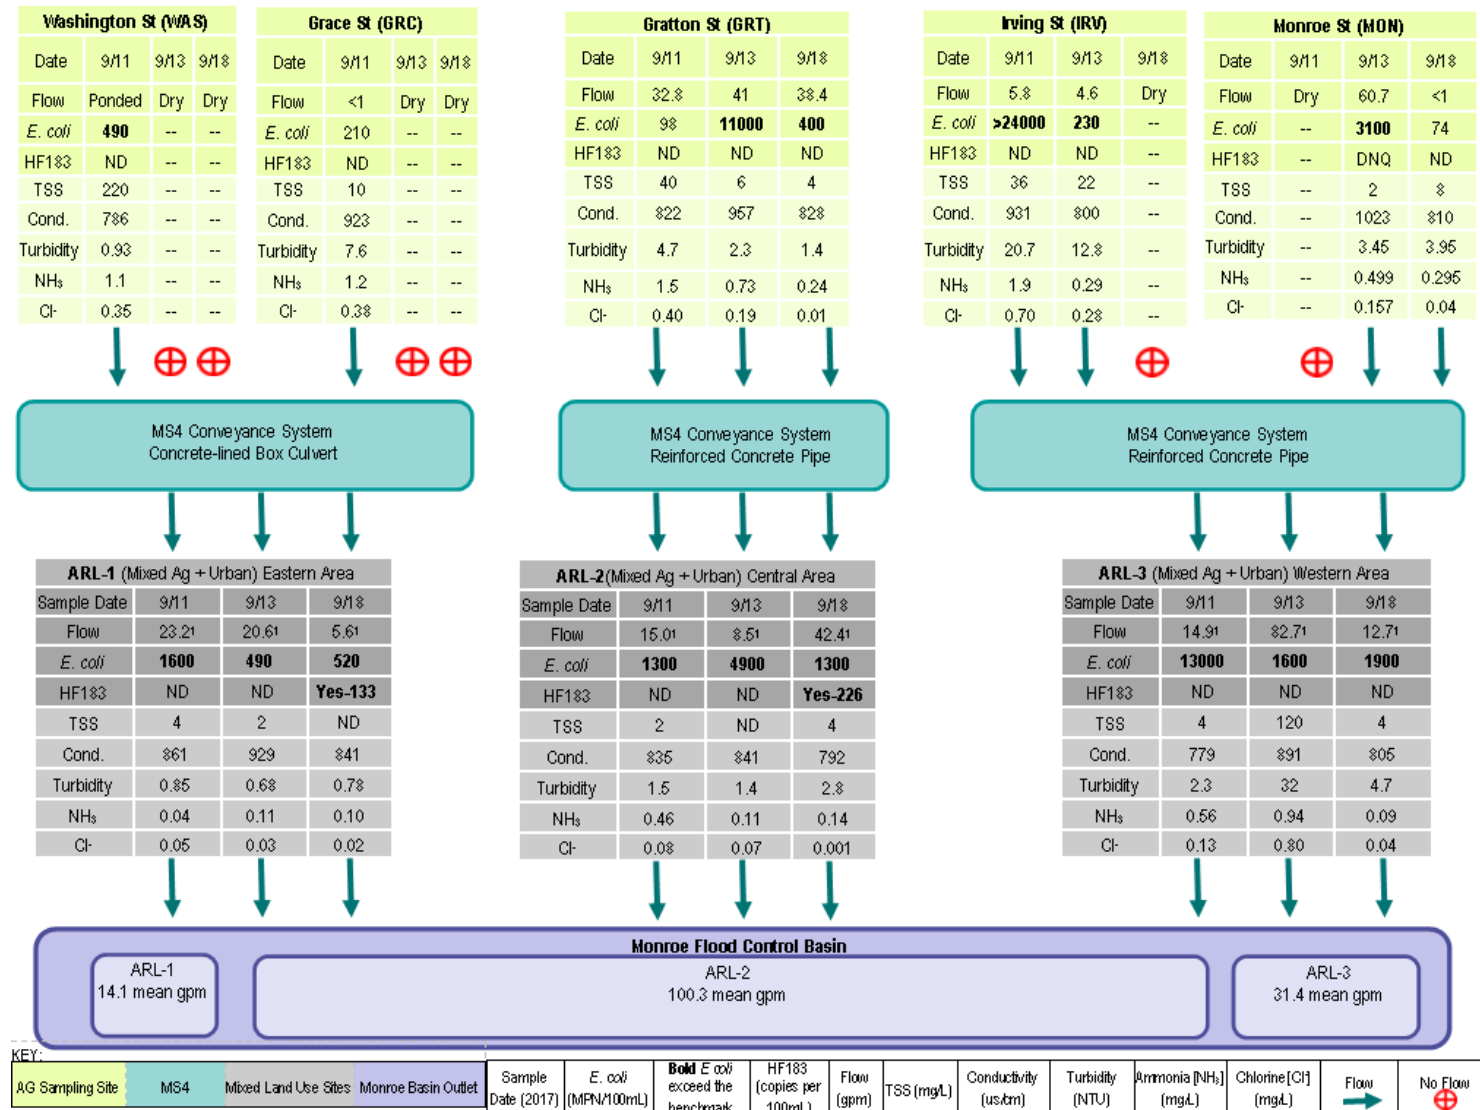 Washington St (WAS)
Date 9/11 9/13 9/18
Flow Ponded Dry Dry
E. coli 490 -- --
HF183 ND -- --
TSS 220 -- --
Cond. 786 -- --
Turbidity 0.93 -- --
NH₃ 1.1 -- --
Cl- 0.35 -- --
Grace St (GRC)
Date 9/11 9/13 9/18
Flow <1 Dry Dry
E. coli 210 -- --
HF183 ND -- --
TSS 10 -- --
Cond. 923 -- --
Turbidity 7.6 -- --
NH₃ 1.2 -- --
Cl- 0.38 -- --
Gratton St (GRT)
Date 9/11 9/13 9/18
Flow 32.8 41 38.4
E. coli 98 11000 400
HF183 ND ND ND
TSS 40 6 4
Cond. 822 957 828
Turbidity 4.7 2.3 1.4
NH₃ 1.5 0.73 0.24
Cl- 0.40 0.19 0.01
Irving St (IRV)
Date 9/11 9/13 9/18
Flow 5.8 4.6 Dry
E. coli >24000 230 --
HF183 ND ND --
TSS 36 22 --
Cond. 931 800 --
Turbidity 20.7 12.8 --
NH₃ 1.9 0.29 --
Cl- 0.70 0.28 --
Monroe St (MON)
Date 9/11 9/13 9/18
Flow Dry 60.7 <1
E. coli -- 3100 74
HF183 -- DNQ ND
TSS -- 2 8
Cond. -- 1023 810
Turbidity -- 3.45 3.95
NH₃ -- 0.499 0.295
Cl- -- 0.157 0.04
MS4 Conveyance System
Concrete-lined Box Culvert
MS4 Conveyance System
Reinforced Concrete Pipe
MS4 Conveyance System
Reinforced Concrete Pipe
ARL-1 (Mixed Ag + Urban) Eastern Area
Sample Date 9/11 9/13 9/18
Flow 23.2¹ 20.6¹ 5.6¹
E. coli 1600 490 520
HF183 ND ND Yes-133
TSS 4 2 ND
Cond. 861 929 841
Turbidity 0.85 0.68 0.78
NH₃ 0.04 0.11 0.10
Cl- 0.05 0.03 0.02
ARL-2(Mixed Ag + Urban) Central Area
Sample Date 9/11 9/13 9/18
Flow 15.0¹ 8.5¹ 42.4¹
E. coli 1300 4900 1300
HF183 ND ND Yes-226
TSS 2 ND 4
Cond. 835 841 792
Turbidity 1.5 1.4 2.8
NH₃ 0.46 0.11 0.14
Cl- 0.08 0.07 0.001
ARL-3 (Mixed Ag + Urban) Western Area
Sample Date 9/11 9/13 9/18
Flow 14.9¹ 82.7¹ 12.7¹
E. coli 13000 1600 1900
HF183 ND ND ND
TSS 4 120 4
Cond. 779 891 805
Turbidity 2.3 32 4.7
NH₃ 0.56 0.94 0.09
Cl- 0.13 0.80 0.04
Monroe Flood Control Basin
ARL-1
14.1 mean gpm
ARL-2
100.3 mean gpm
ARL-3
31.4 mean gpm
KEY:
AG Sampling Site
MS4
Mixed Land Use Sites
Monroe Basin Outlet
Sample
Date (2017)
E. coli
(MPN/100mL)
Bold E coli
exceed the
benchmark
HF183
(copies per
100mL)
Flow
(gpm)
TSS (mg/L)
Conductivity
(us/cm)
Turbidity
(NTU)
Ammonia [NH₃]
(mg/L)
Chlorine [Cl⁻]
(mg/L)
Flow
No Flow